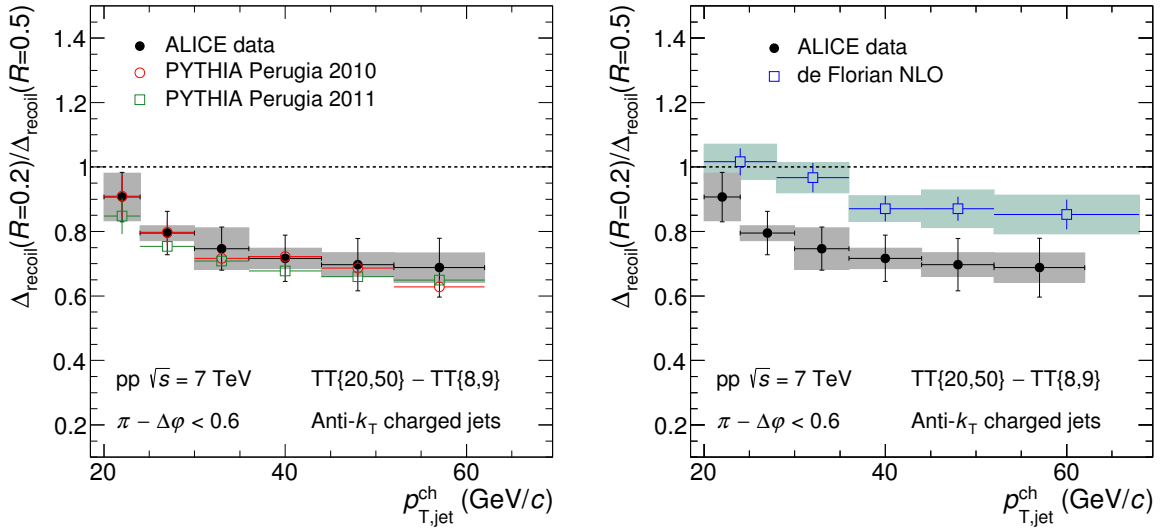 Δrecoil(R=0.2)/Δrecoil(R=0.5)
1.4
1.2
1
0.8
0.6
0.4
0.2
ALICE data
PYTHIA Perugia 2010
PYTHIA Perugia 2011
pp √s = 7 TeV
TT{20,50} − TT{8,9}
π − Δφ < 0.6
Anti-kT charged jets
20 40 60
p^ch_T,jet (GeV/c)
Δrecoil(R=0.2)/Δrecoil(R=0.5)
1.4
1.2
1
0.8
0.6
0.4
0.2
ALICE data
de Florian NLO
pp √s = 7 TeV
TT{20,50} − TT{8,9}
π − Δφ < 0.6
Anti-kT charged jets
20 40 60
p^ch_T,jet (GeV/c)